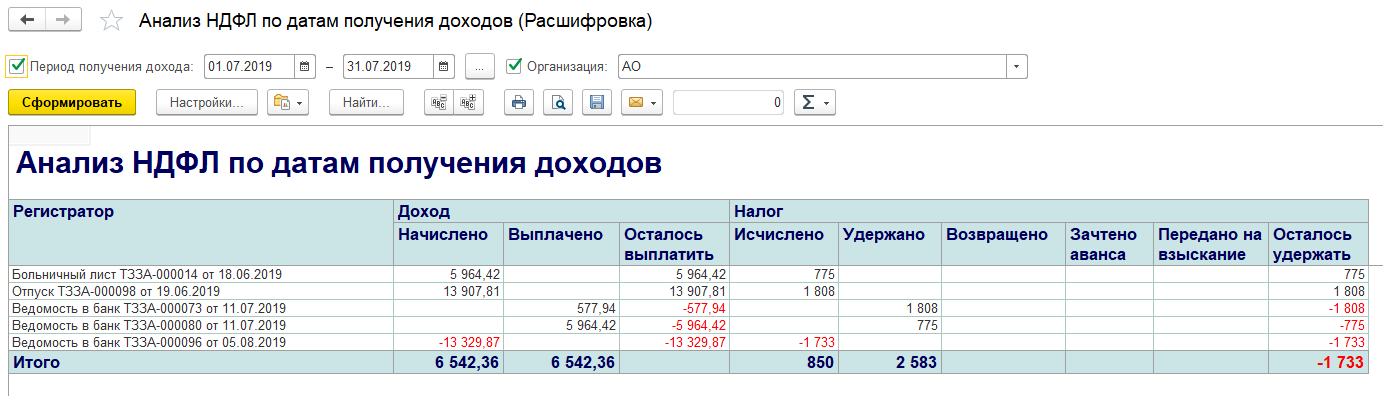 Анализ НДФЛ по датам получения доходов (Расшифровка)
Период получения дохода: 01.07.2019 – 31.07.2019 ... Организация: АО
Сформировать Настройки... Найти... 0 Σ
Анализ НДФЛ по датам получения доходов
Регистратор Доход Налог
Начислено Выплачено Осталось выплатить Исчислено Удержано Возвращено Зачтено аванса Передано на взыскание Осталось удержать
Больничный лист ТЗЗА-000014 от 18.06.2019 5 964,42 5 964,42 775 775
Отпуск ТЗЗА-000098 от 19.06.2019 13 907,81 13 907,81 1 808 1 808
Ведомость в банк ТЗЗА-000073 от 11.07.2019 577,94 -577,94 1 808 -1 808
Ведомость в банк ТЗЗА-000080 от 11.07.2019 5 964,42 -5 964,42 775 -775
Ведомость в банк ТЗЗА-000096 от 05.08.2019 -13 329,87 -13 329,87 -1 733 -1 733
Итого 6 542,36 6 542,36 850 2 583 -1 733